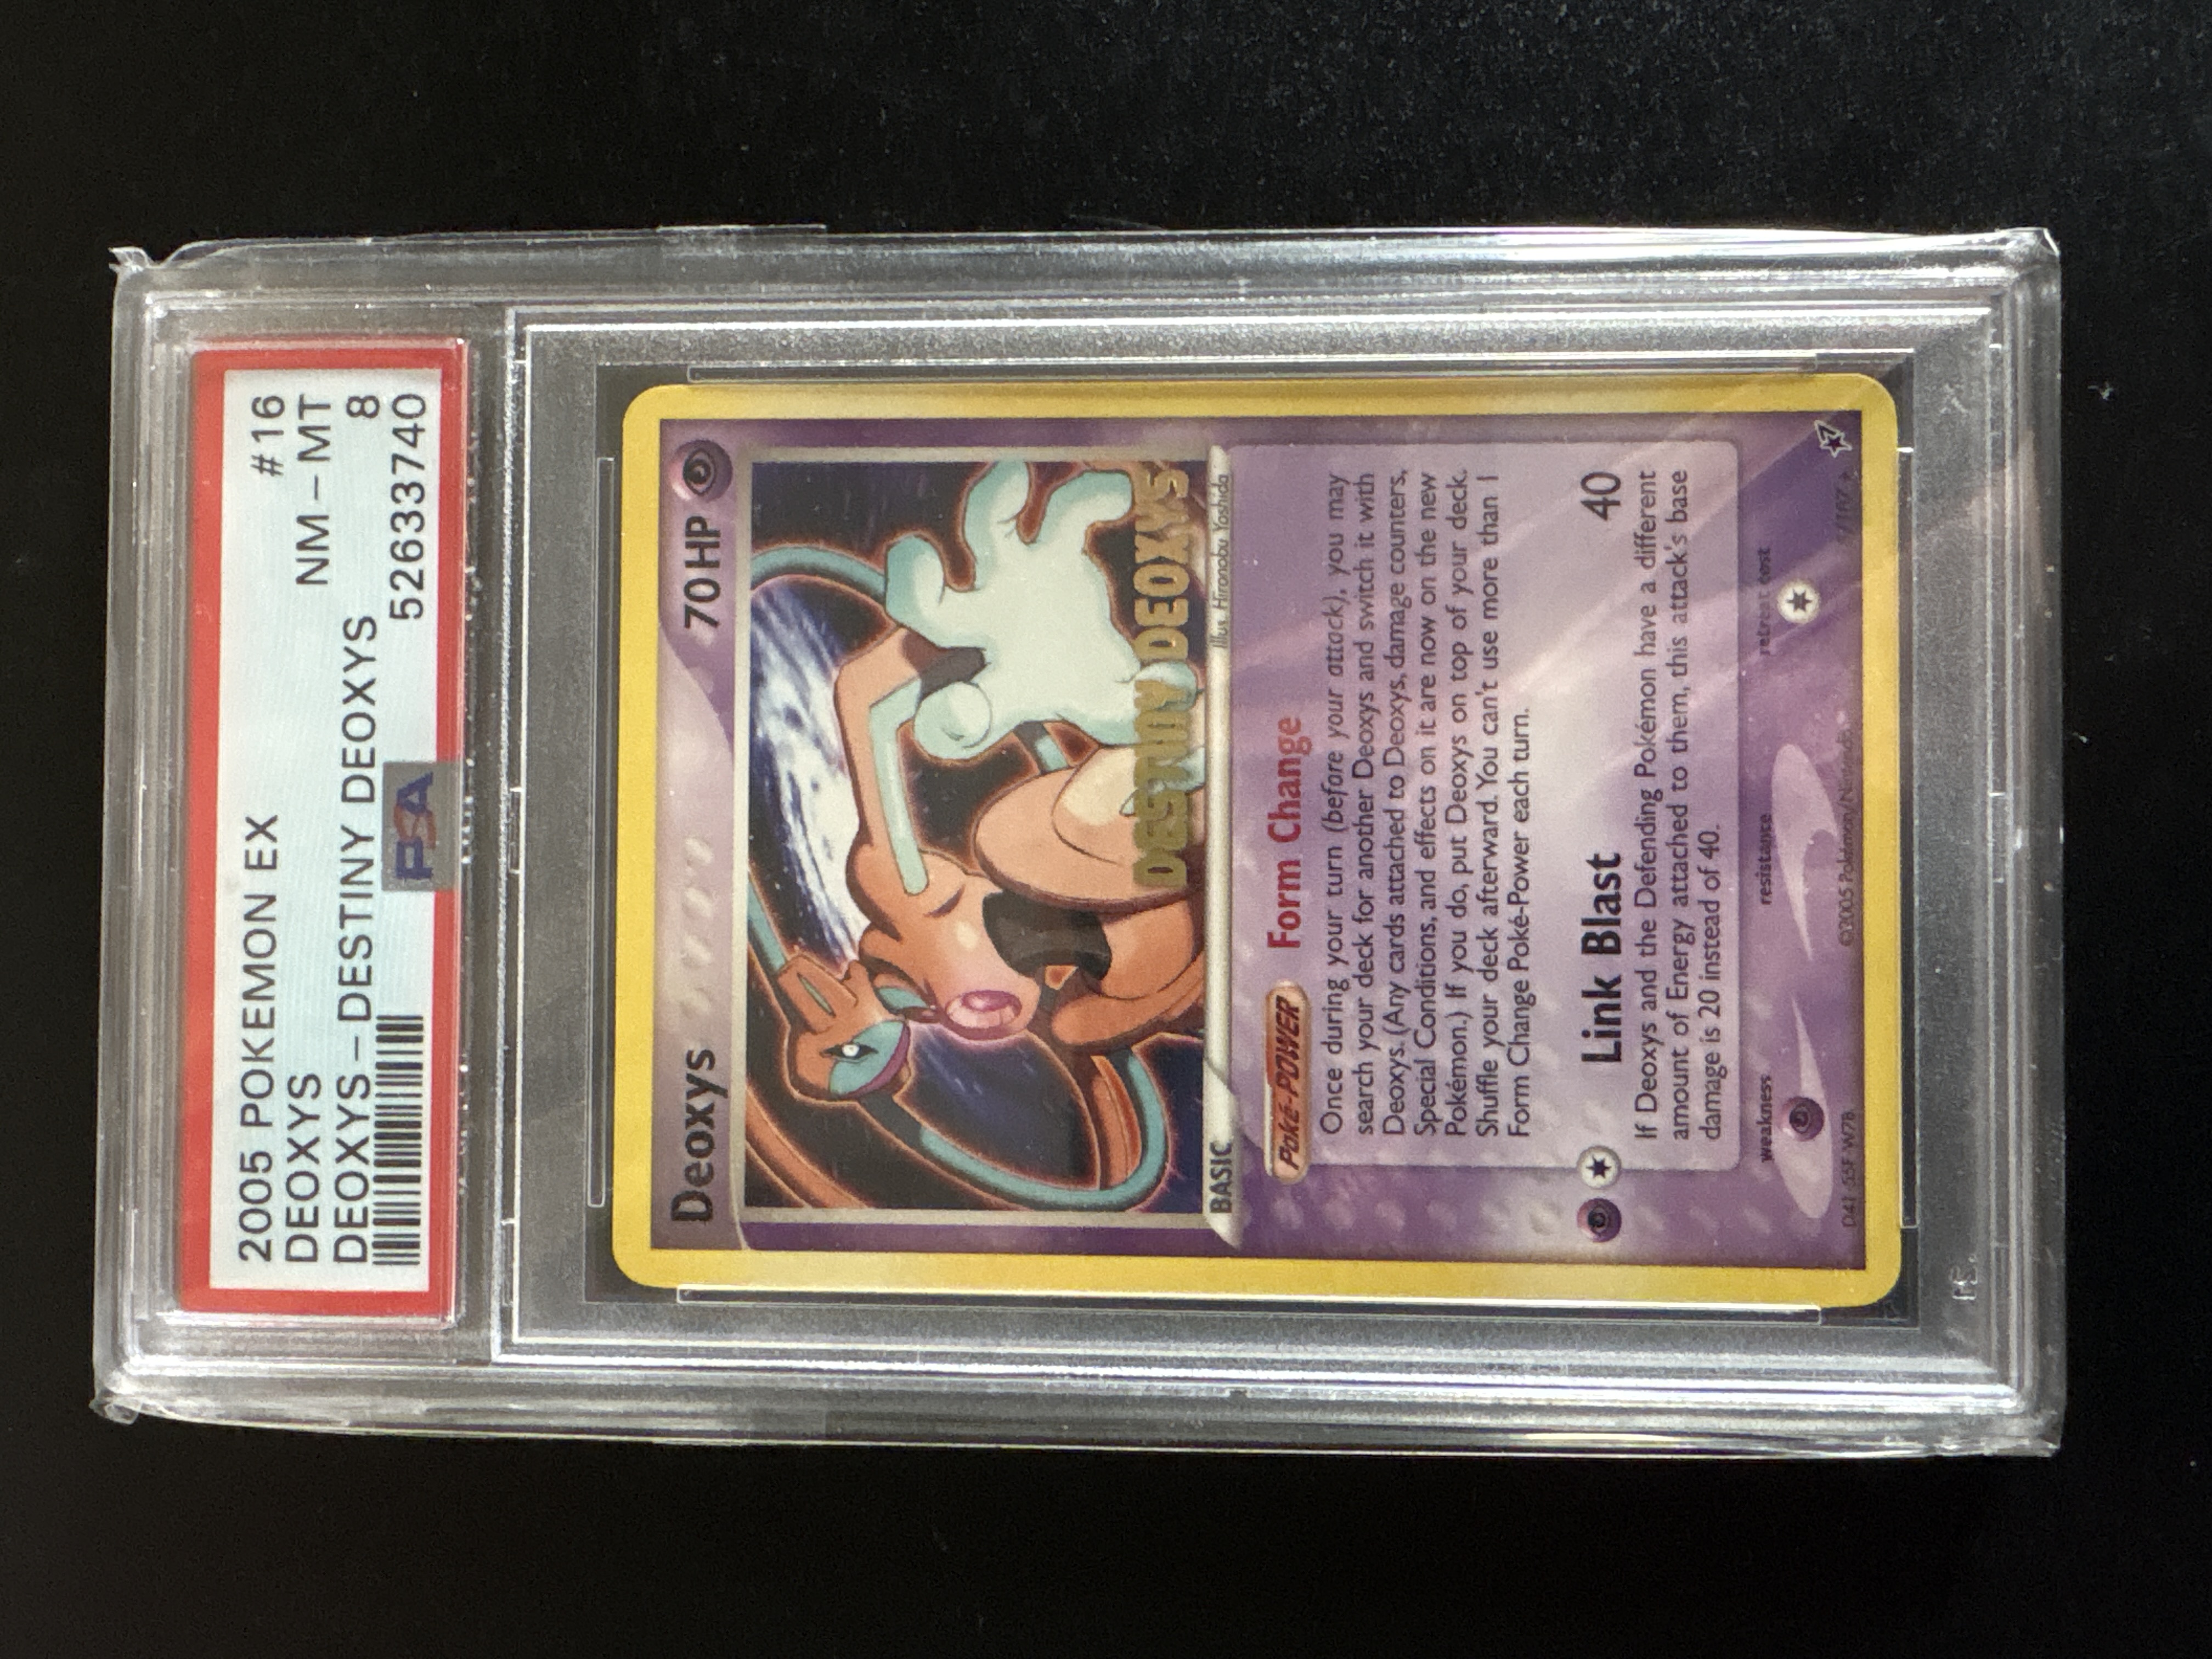 2005 POKEMON EX #16
DEOXYS NM-MT
DEOXYS-DESTINY DEOXYS 8
52633740
PSA
Deoxys 70 HP
DESTINY DEOXYS
BASIC
Illus. Hironobu Yoshida
Poké-POWER Form Change
Once during your turn (before your attack), you may
search your deck for another Deoxys and switch it with
Deoxys. (Any cards attached to Deoxys, damage counters,
Special Conditions, and effects on it are now on the new
Pokémon.) If you do, put Deoxys on top of your deck.
Shuffle your deck afterward. You can't use more than 1
Form Change Poké-Power each turn.
Link Blast 40
If Deoxys and the Defending Pokémon have a different
amount of Energy attached to them, this attack's base
damage is 20 instead of 40.
weakness resistance retreat cost
©2005 Pokémon/Nintendo